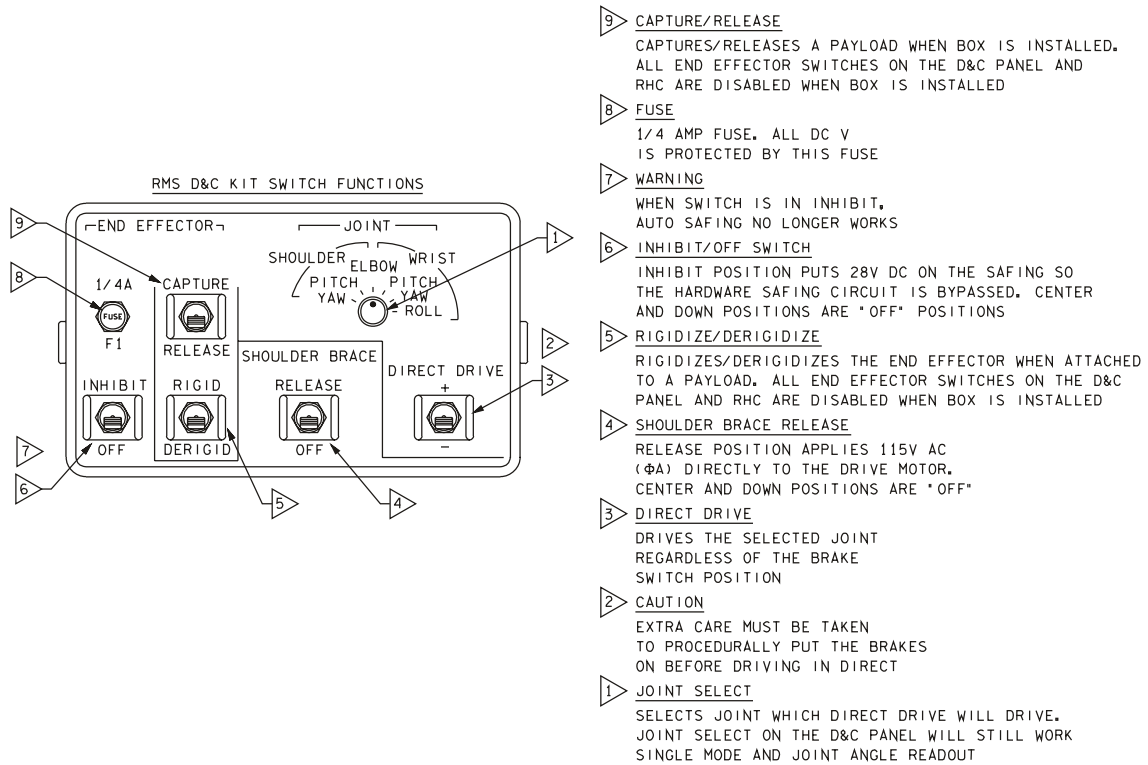 RMS D&C KIT SWITCH FUNCTIONS
END EFFECTOR
JOINT
SHOULDER
ELBOW
WRIST
PITCH
PITCH
YAW
YAW
ROLL
1/4A
FUSE
F1
CAPTURE
RELEASE
SHOULDER BRACE
DIRECT DRIVE
+
-
INHIBIT
OFF
RIGID
DERIGID
RELEASE
OFF
9
8
7
6
5
4
3
2
1
9 CAPTURE/RELEASE
CAPTURES/RELEASES A PAYLOAD WHEN BOX IS INSTALLED.
ALL END EFFECTOR SWITCHES ON THE D&C PANEL AND
RHC ARE DISABLED WHEN BOX IS INSTALLED
8 FUSE
1/4 AMP FUSE. ALL DC V
IS PROTECTED BY THIS FUSE
7 WARNING
WHEN SWITCH IS IN INHIBIT.
AUTO SAFING NO LONGER WORKS
6 INHIBIT/OFF SWITCH
INHIBIT POSITION PUTS 28V DC ON THE SAFING SO
THE HARDWARE SAFING CIRCUIT IS BYPASSED. CENTER
AND DOWN POSITIONS ARE "OFF" POSITIONS
5 RIGIDIZE/DERIGIDIZE
RIGIDIZES/DERIGIDIZES THE END EFFECTOR WHEN ATTACHED
TO A PAYLOAD. ALL END EFFECTOR SWITCHES ON THE D&C
PANEL AND RHC ARE DISABLED WHEN BOX IS INSTALLED
4 SHOULDER BRACE RELEASE
RELEASE POSITION APPLIES 115V AC
(ΦA) DIRECTLY TO THE DRIVE MOTOR.
CENTER AND DOWN POSITIONS ARE "OFF"
3 DIRECT DRIVE
DRIVES THE SELECTED JOINT
REGARDLESS OF THE BRAKE
SWITCH POSITION
2 CAUTION
EXTRA CARE MUST BE TAKEN
TO PROCEDURALLY PUT THE BRAKES
ON BEFORE DRIVING IN DIRECT
1 JOINT SELECT
SELECTS JOINT WHICH DIRECT DRIVE WILL DRIVE.
JOINT SELECT ON THE D&C PANEL WILL STILL WORK
SINGLE MODE AND JOINT ANGLE READOUT